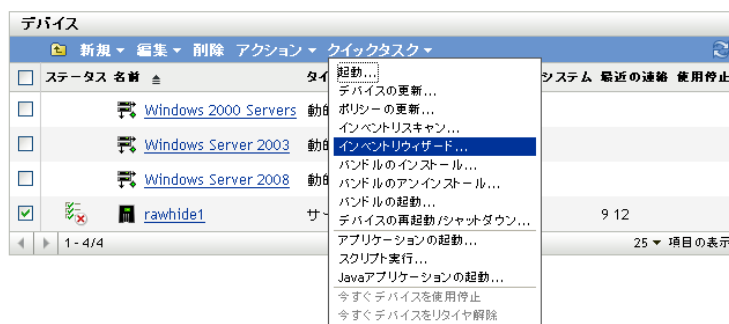 デバイス
新規 編集 削除 アクション クイックタスク
ステータス 名前 システム 最近の連絡 使用停止
Windows 2000 Servers
Windows Server 2003
Windows Server 2008
rawhide1 9 12
1 - 4/4 25 項目の表示
起動...
デバイスの更新...
ポリシーの更新...
インベントリスキャン...
インベントリウィザード...
バンドルのインストール...
バンドルのアンインストール...
バンドルの起動...
デバイスの再起動/シャットダウン...
アプリケーションの起動...
スクリプト実行...
Javaアプリケーションの起動...
今すぐデバイスを使用停止
今すぐデバイスをリタイヤ解除